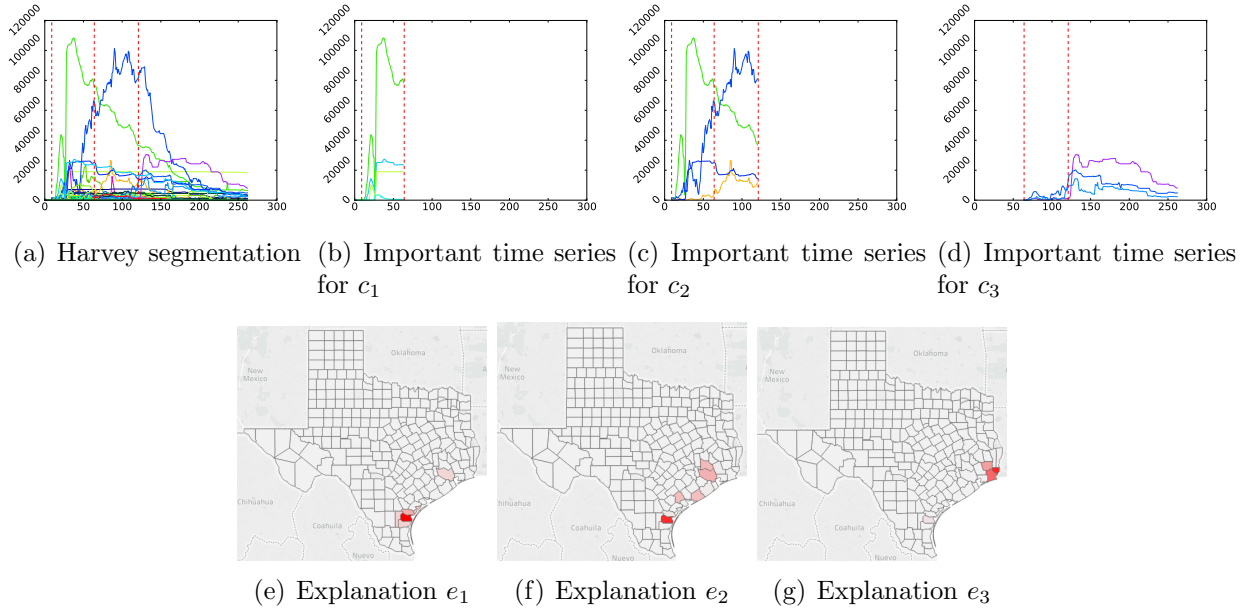 120000 120000 120000 120000
100000 100000 100000 100000
80000 80000 80000 80000
60000 60000 60000 60000
40000 40000 40000 40000
20000 20000 20000 20000
0 50 100 150 200 250 300 0 50 100 150 200 250 300 0 50 100 150 200 250 300 0 50 100 150 200 250 300
(a) Harvey segmentation (b) Important time series for c₁ (c) Important time series for c₂ (d) Important time series for c₃
Oklahoma Oklahoma Oklahoma
New Mexico New Mexico New Mexico
Chihuahua Chihuahua Chihuahua
Coahuila Coahuila Coahuila
Nuevo Nuevo Nuevo
(e) Explanation e₁ (f) Explanation e₂ (g) Explanation e₃